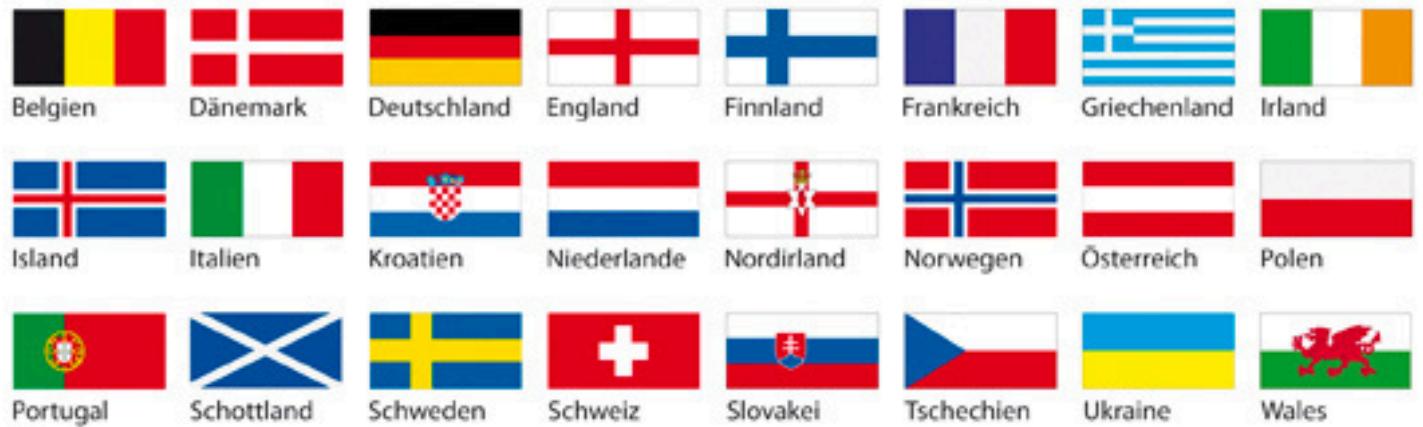 Belgien Dänemark Deutschland England Finnland Frankreich Griechenland Irland
Island Italien Kroatien Niederlande Nordirland Norwegen Österreich Polen
Portugal Schottland Schweden Schweiz Slovakei Tschechien Ukraine Wales